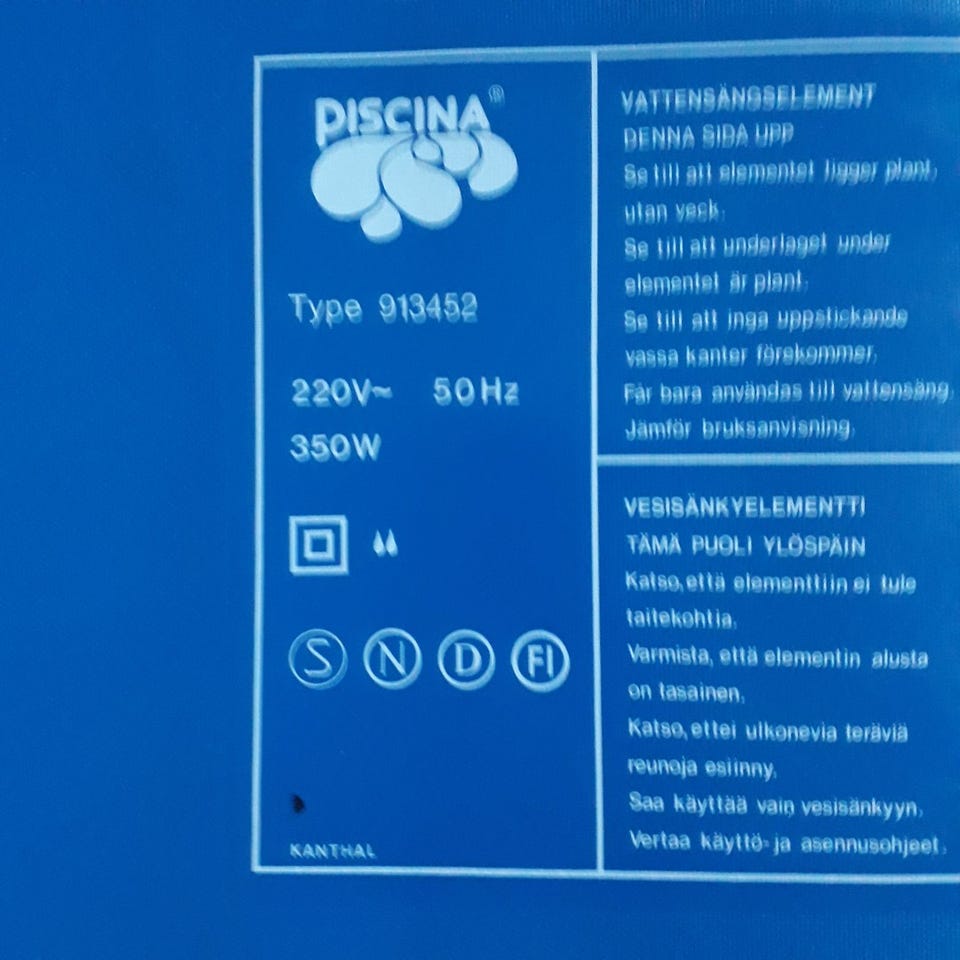 PISCINA®
Type 913452
220V~ 50Hz
350W
S N D FI
KANTHAL
VATTENSÄNGSELEMENT
DENNA SIDA UPP
Se till att elementet ligger plant,
utan veck.
Se till att underlaget under
elementet är plant.
Se till att inga uppstickande
vassa kanter förekommer.
Får bara användas till vattensäng.
Jämför bruksanvisning.
VESISÄNKYELEMENTTI
TÄMÄ PUOLI YLÖSPÄIN
Katso, että elementtiin ei tule
taitekohtia.
Varmista, että elementin alusta
on tasainen.
Katso, ettei ulkonevia teräviä
reunoja esiinny.
Saa käyttää vain vesisänkyyn.
Vertaa käyttö- ja asennusohjeet.